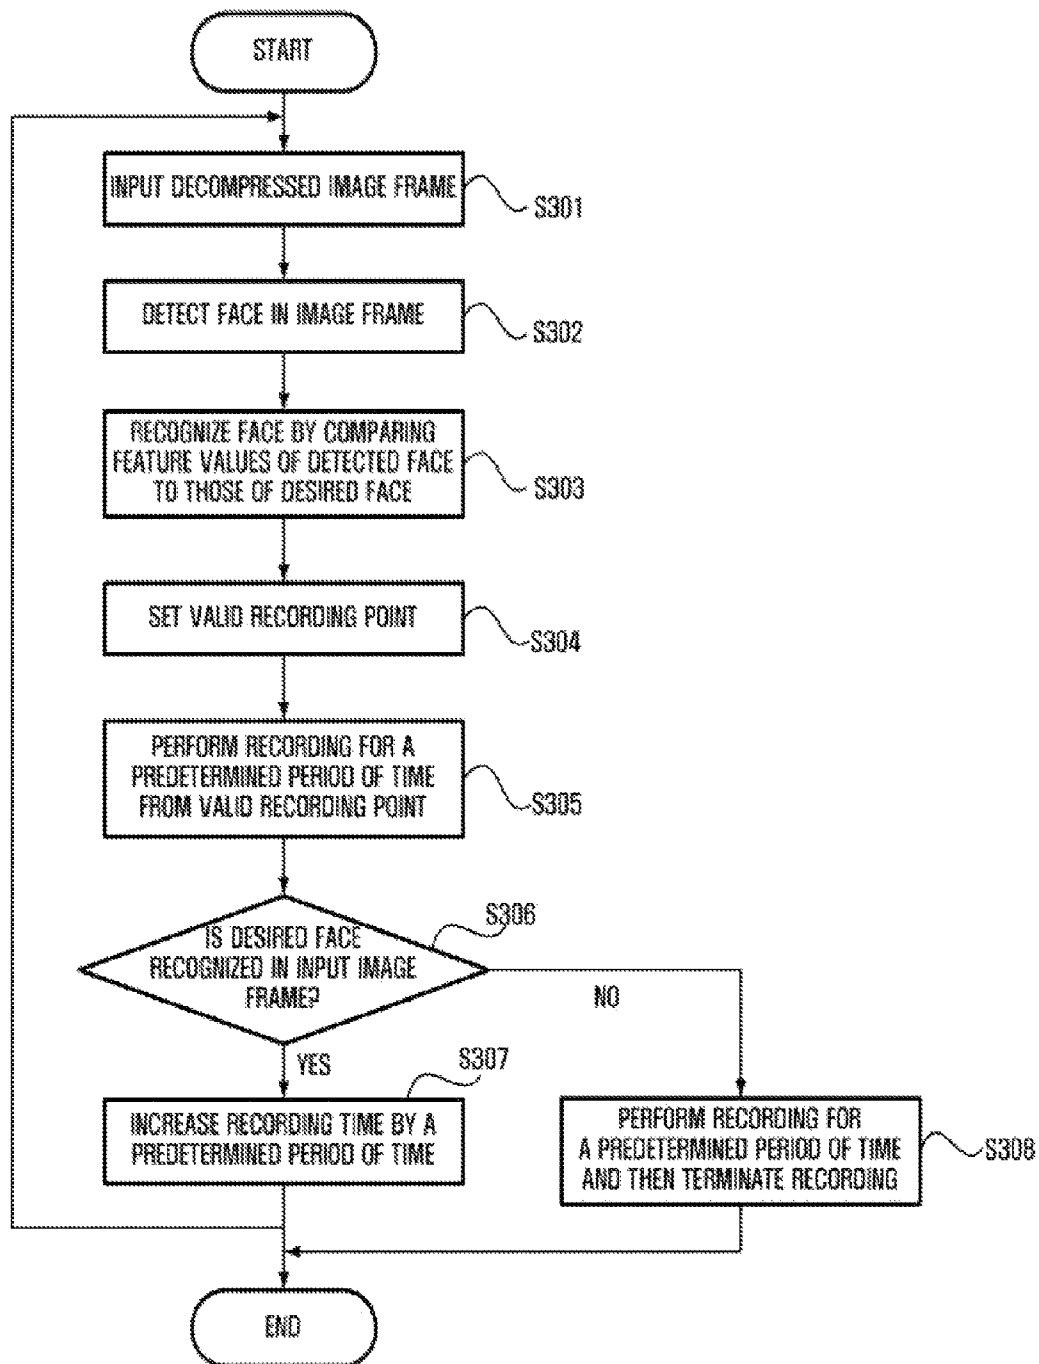 START
INPUT DECOMPRESSED IMAGE FRAME
S301
DETECT FACE IN IMAGE FRAME
S302
RECOGNIZE FACE BY COMPARING
FEATURE VALUES OF DETECTED FACE
TO THOSE OF DESIRED FACE
S303
SET VALID RECORDING POINT
S304
PERFORM RECORDING FOR A
PREDETERMINED PERIOD OF TIME
FROM VALID RECORDING POINT
S305
S306
IS DESIRED FACE
RECOGNIZED IN INPUT IMAGE
FRAME?
NO
YES
S307
INCREASE RECORDING TIME BY A
PREDETERMINED PERIOD OF TIME
PERFORM RECORDING FOR
A PREDETERMINED PERIOD OF TIME
AND THEN TERMINATE RECORDING
S308
END